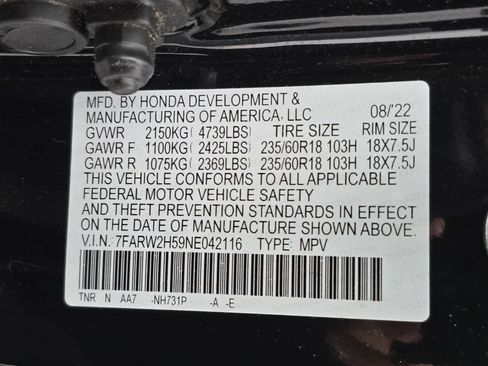 MFD. BY HONDA DEVELOPMENT &
MANUFACTURING OF AMERICA, LLC 08/'22
GVWR 2150KG( 4739LBS) TIRE SIZE RIM SIZE
GAWR F 1100KG( 2425LBS) 235/60R18 103H 18X7.5J
GAWR R 1075KG( 2369LBS) 235/60R18 103H 18X7.5J
THIS VEHICLE CONFORMS TO ALL APPLICABLE
FEDERAL MOTOR VEHICLE SAFETY
AND THEFT PREVENTION STANDARDS IN EFFECT
ON THE DATE OF MANUFACTURE SHOWN ABOVE.
V.I.N. 7FARW2H59NE042116 TYPE: MPV
TNR N AA7 -NH731P -A -E